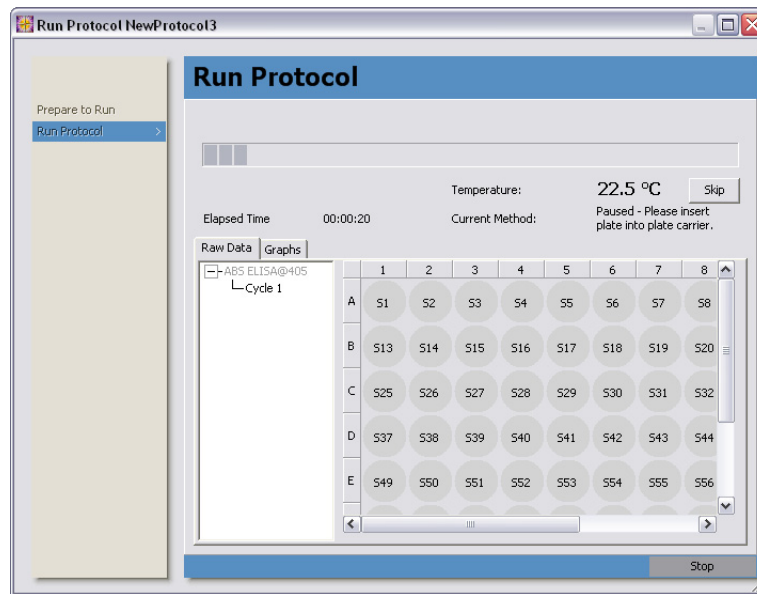 Run Protocol NewProtocol3
Run Protocol
Prepare to Run
Run Protocol >
Temperature: 22.5 °C Skip
Elapsed Time 00:00:20 Current Method: Paused - Please insert
plate into plate carrier.
Raw Data Graphs
ABS ELISA@405
Cycle 1
1 2 3 4 5 6 7 8
A S1 S2 S3 S4 S5 S6 S7 S8
B S13 S14 S15 S16 S17 S18 S19 S20
C S25 S26 S27 S28 S29 S30 S31 S32
D S37 S38 S39 S40 S41 S42 S43 S44
E S49 S50 S51 S52 S53 S54 S55 S56
Stop